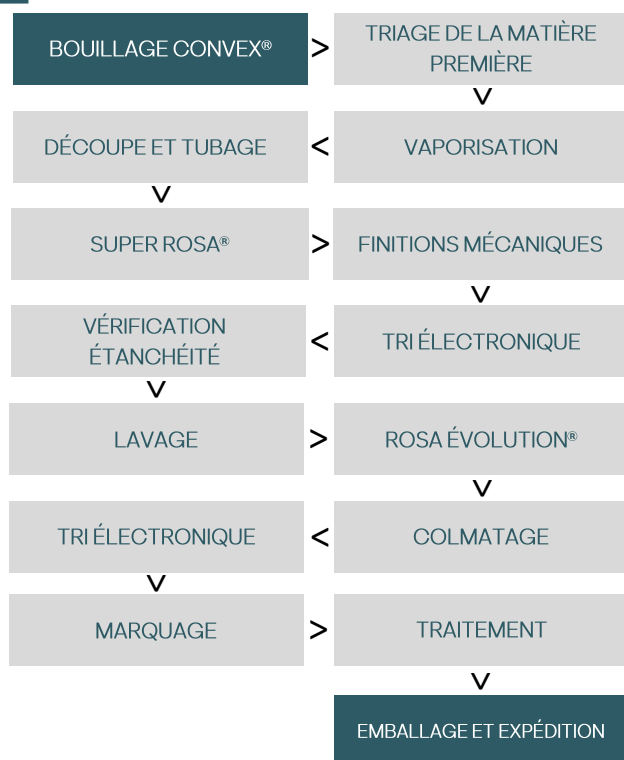 BOUILLAGE CONVEX®
>
TRIAGE DE LA MATIÈRE
PREMIÈRE
>
DÉCOUPE ET TUBAGE
<
VAPORISATION
>
SUPER ROSA®
>
FINITIONS MÉCANIQUES
>
VÉRIFICATION
ÉTANCHÉITÉ
<
TRI ÉLECTRONIQUE
>
LAVAGE
>
ROSA ÉVOLUTION®
>
TRI ÉLECTRONIQUE
<
COLMATAGE
>
MARQUAGE
>
TRAITEMENT
>
EMBALLAGE ET EXPÉDITION